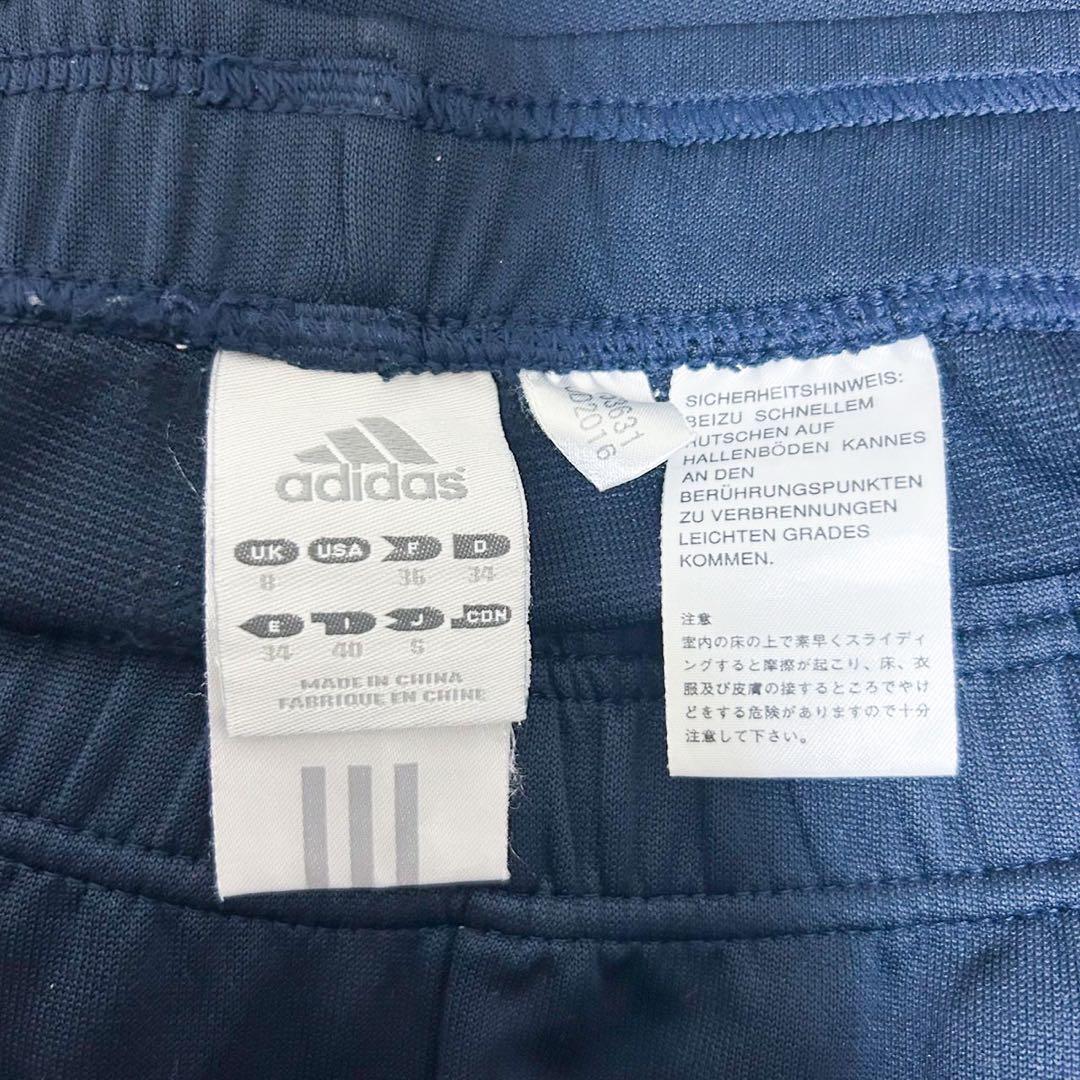 adidas
UK USA F D
8 36 34
E I J CDN
34 40 S
MADE IN CHINA
FABRIQUE EN CHINE
3631
2016
SICHERHEITSHINWEIS:
BEIZU SCHNELLEM
RUTSCHEN AUF
HALLENBÖDEN KANNES
AN DEN
BERÜHRUNGSPUNKTEN
ZU VERBRENNUNGEN
LEICHTEN GRADES
KOMMEN.
注意
室内の床の上で素早くスライディ
ングすると摩擦が起こり、床、衣
服及び皮膚の接するところでやけ
どをする危険がありますので十分
注意して下さい。